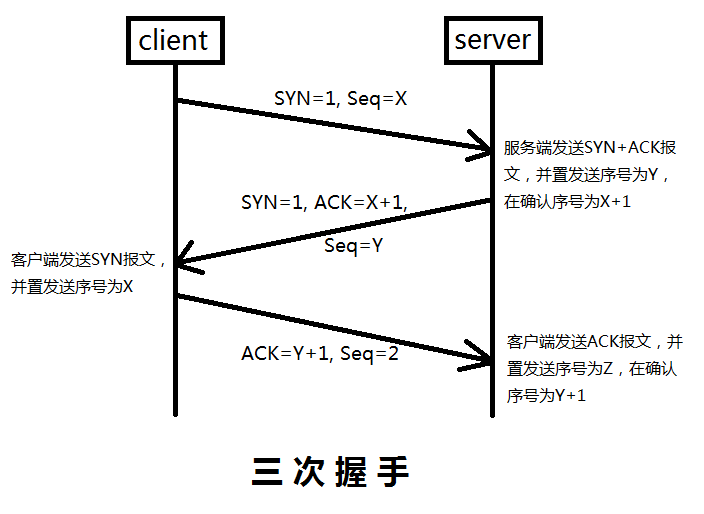 client
server
SYN=1, Seq=X
服务端发送SYN+ACK报
文，并置发送序号为Y，
在确认序号为X+1
SYN=1, ACK=X+1,
Seq=Y
客户端发送SYN报文，
并置发送序号为X
ACK=Y+1, Seq=2
客户端发送ACK报文，并
置发送序号为Z，在确认
序号为Y+1
三次握手